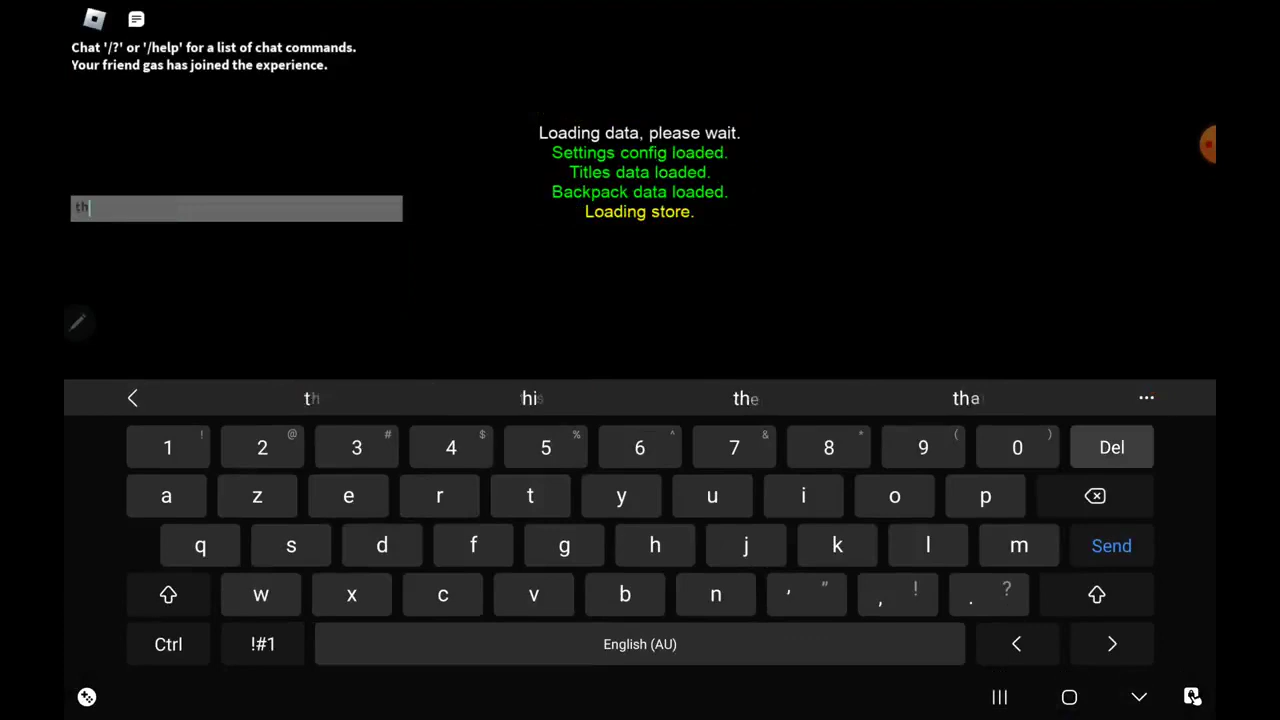 Chat '/?' or '/help' for a list of chat commands.
Your friend gas has joined the experience.
Loading data, please wait.
Settings config loaded.
Titles data loaded.
Backpack data loaded.
Loading store.
th
th his the tha ...
1 ! 2 @ 3 # 4 $ 5 % 6 ^ 7 & 8 * 9 ( 0 ) Del
a z e r t y u i o p
q s d f g h j k l m Send
w x c v b n ' " , ! . ?
Ctrl !#1 English (AU) < >